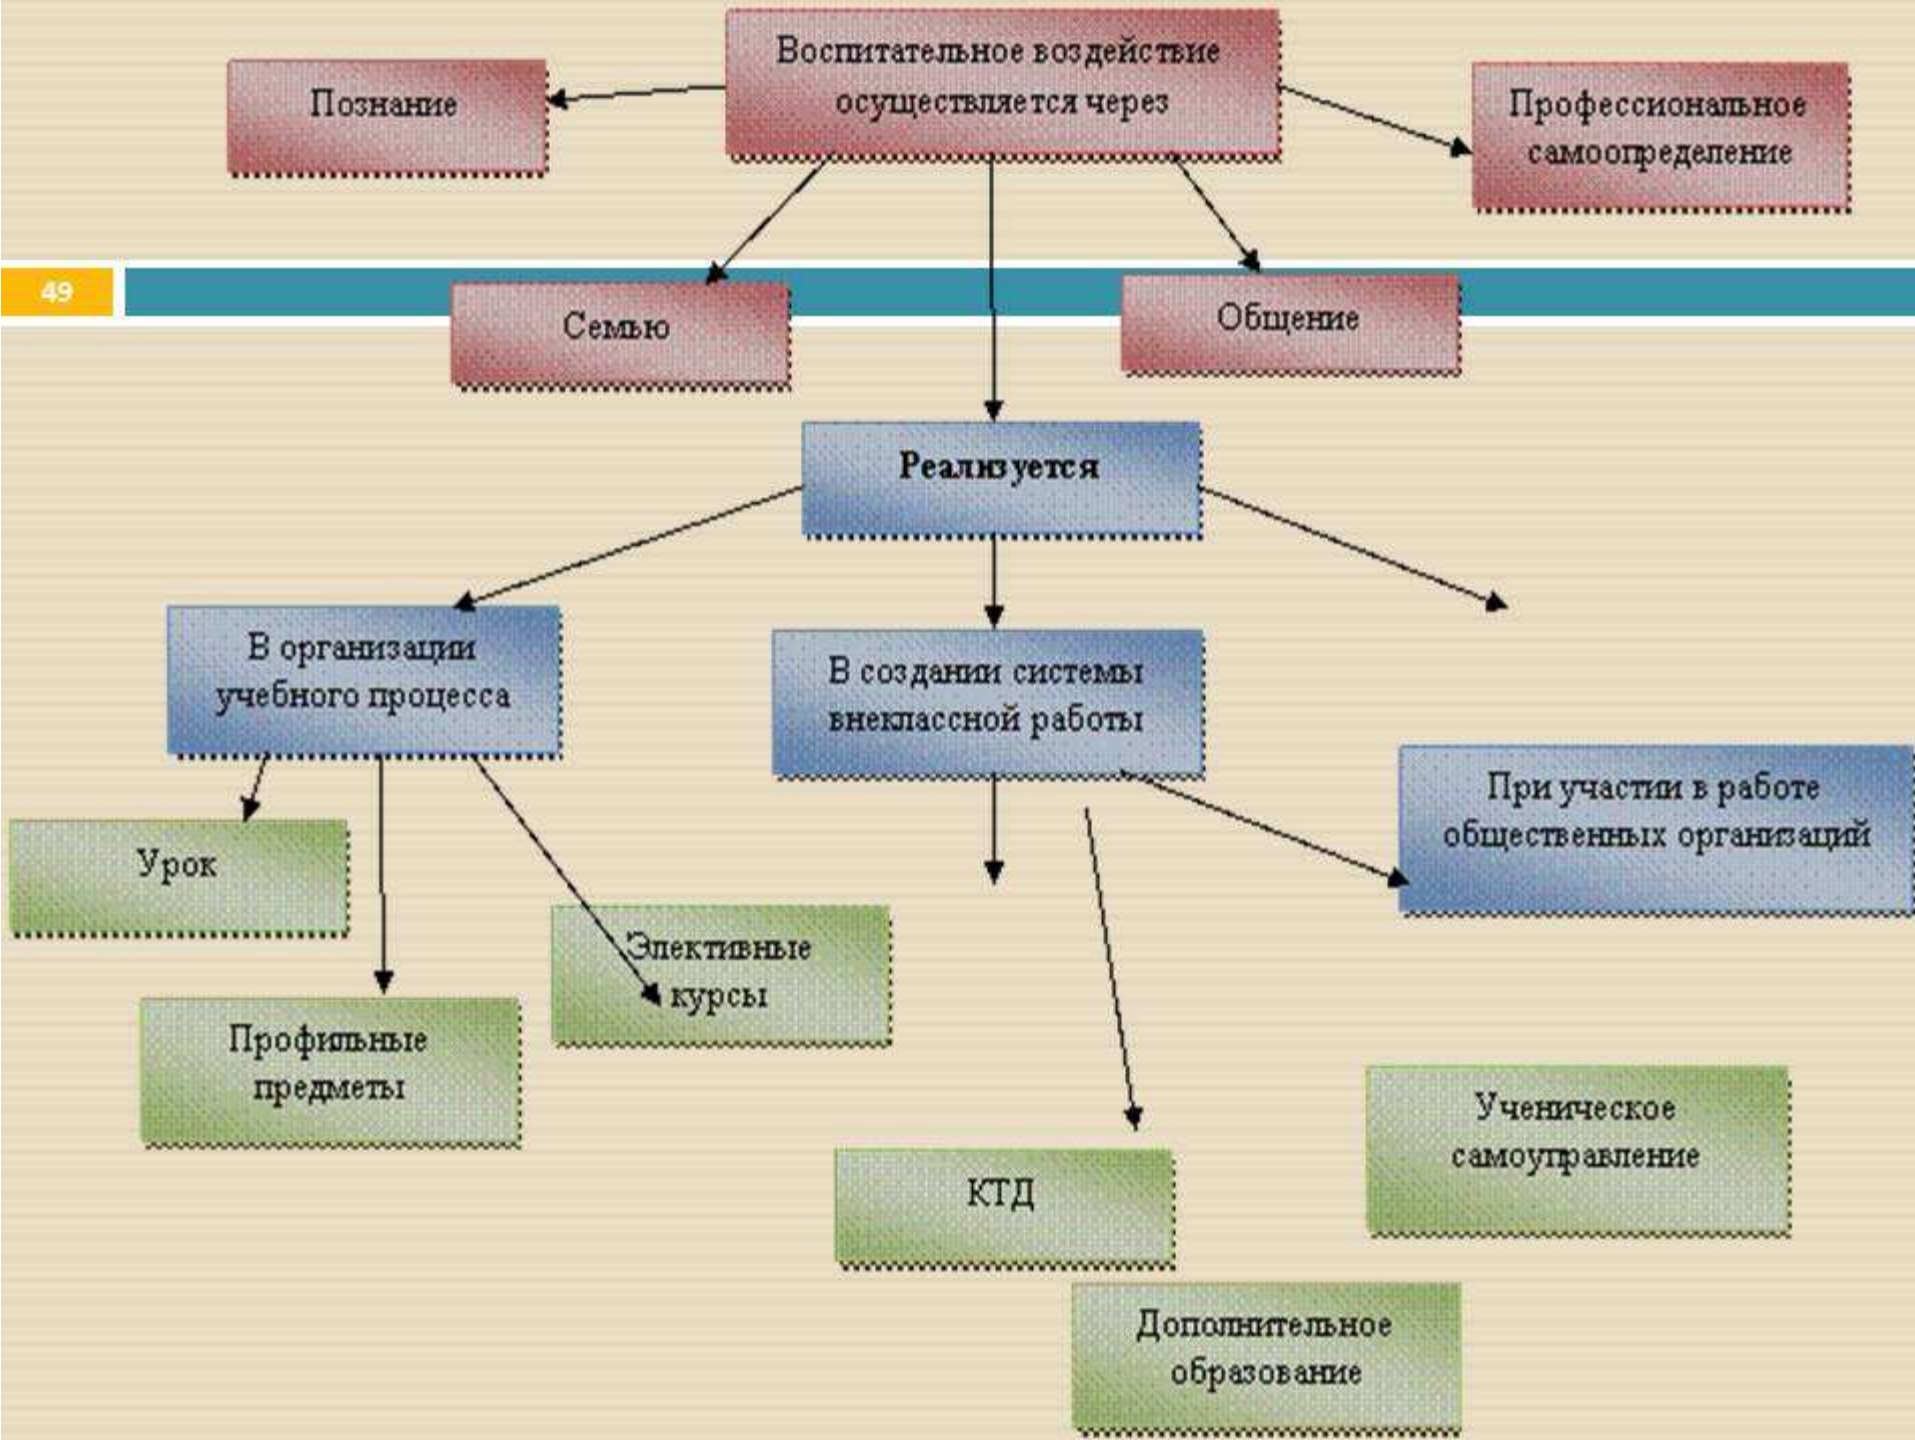 Воспитательное воздействие
осуществляется через
Познание
Профессиональное
самоопределение
49
Семью
Общение
Реализуется
В организации
учебного процесса
В создании системы
внеклассной работы
При участии в работе
общественных организаций
Урок
Элективные
курсы
Профильные
предметы
Ученическое
самоуправление
КТД
Дополнительное
образование